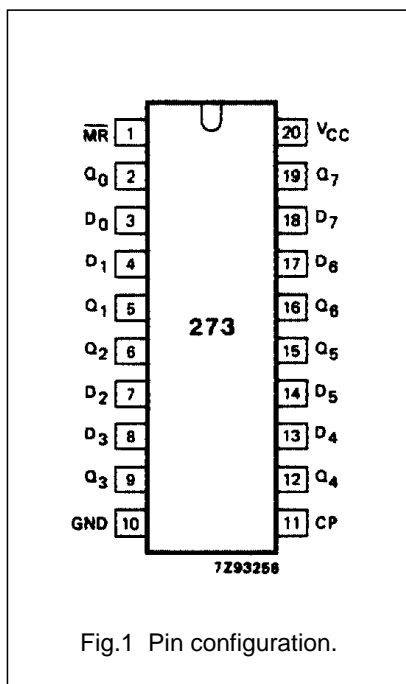 MR 1 20 VCC
Q0 2 19 Q7
D0 3 18 D7
D1 4 17 D6
Q1 5 16 Q6
Q2 6 273 15 Q5
D2 7 14 D5
D3 8 13 D4
Q3 9 12 Q4
GND 10 11 CP
7Z93256
Fig.1 Pin configuration.